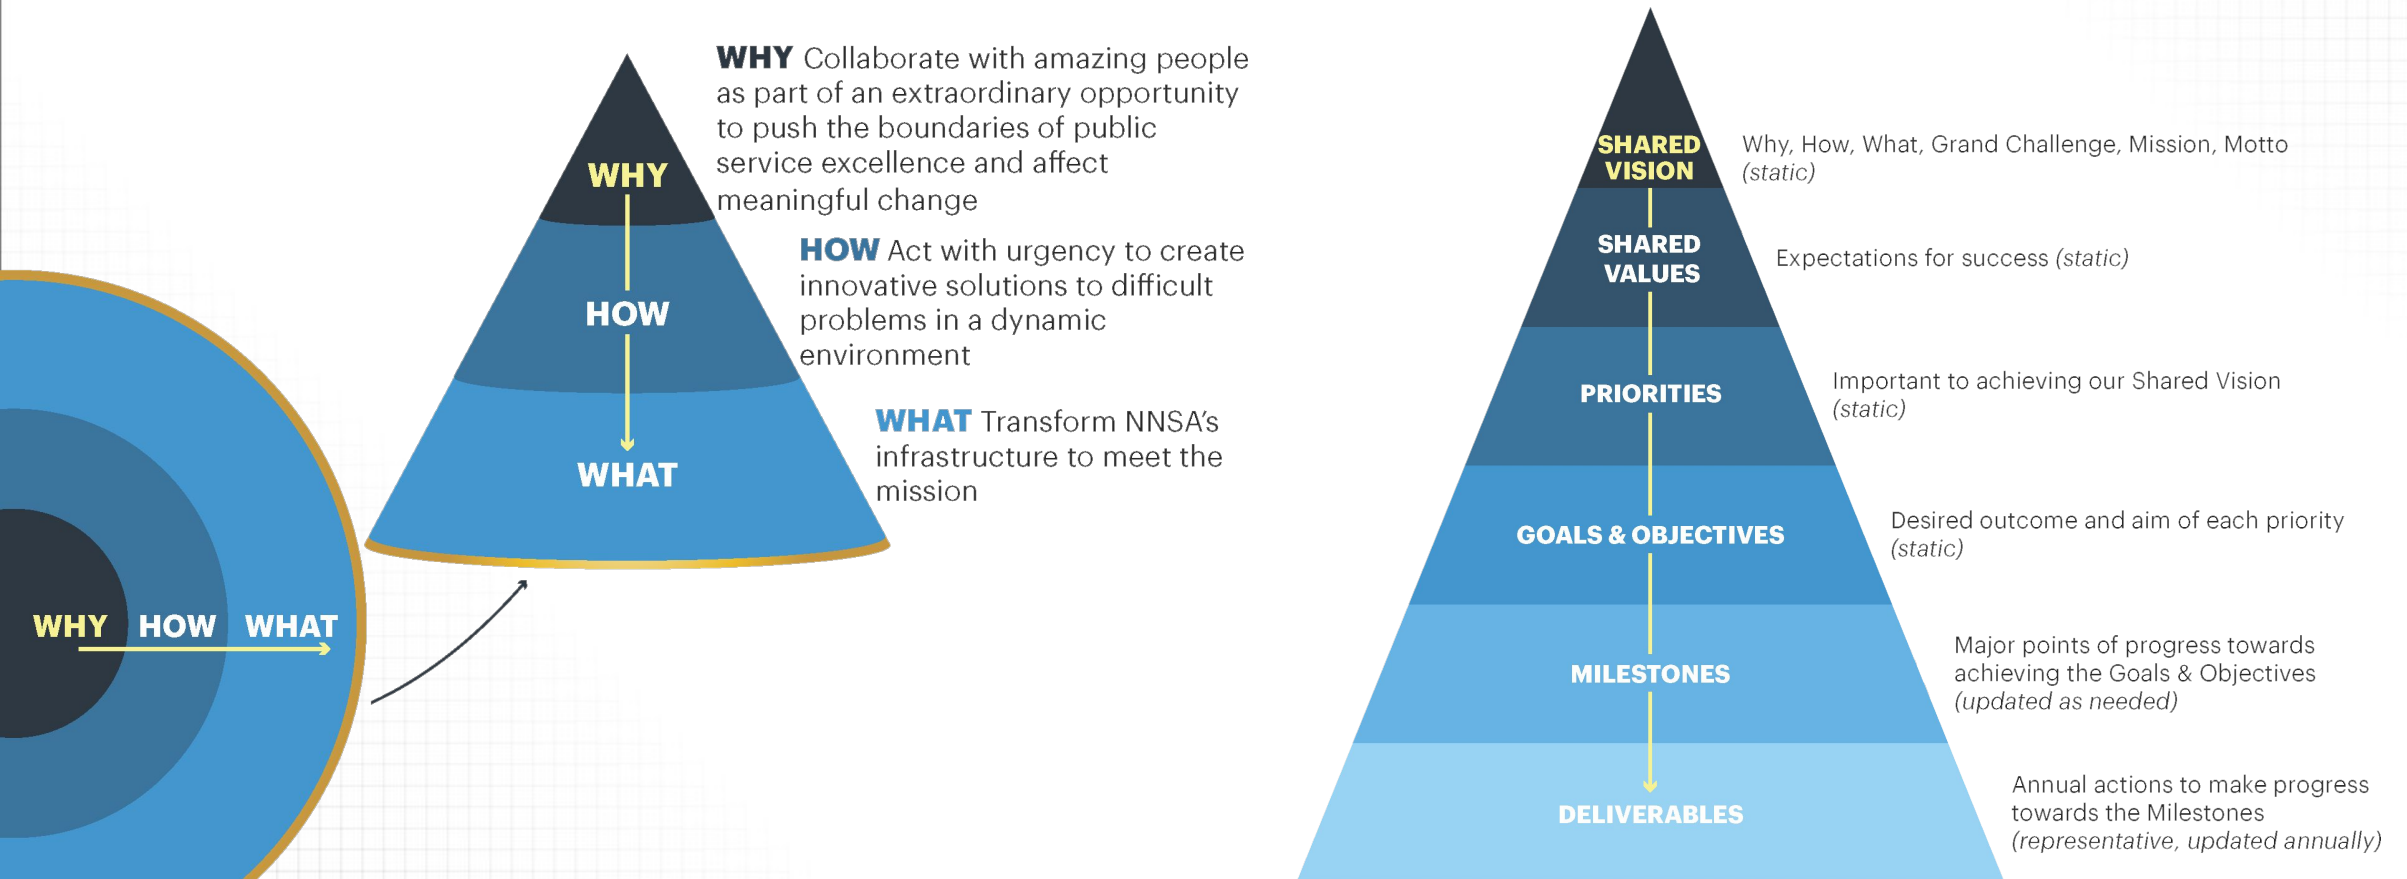 WHY HOW WHAT
WHY
HOW
WHAT
WHY Collaborate with amazing people
as part of an extraordinary opportunity
to push the boundaries of public
service excellence and affect
meaningful change
HOW Act with urgency to create
innovative solutions to difficult
problems in a dynamic
environment
WHAT Transform NNSA’s
infrastructure to meet the
mission
SHARED
VISION
Why, How, What, Grand Challenge, Mission, Motto
(static)
SHARED
VALUES
Expectations for success (static)
PRIORITIES
Important to achieving our Shared Vision
(static)
GOALS & OBJECTIVES
Desired outcome and aim of each priority
(static)
MILESTONES
Major points of progress towards
achieving the Goals & Objectives
(updated as needed)
DELIVERABLES
Annual actions to make progress
towards the Milestones
(representative, updated annually)